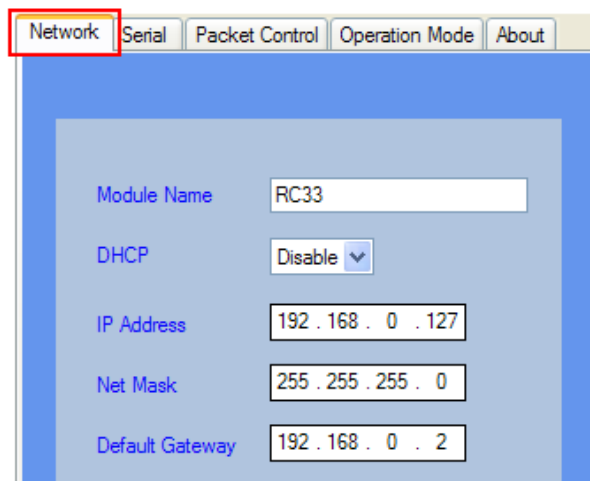 Network Serial Packet Control Operation Mode About
Module Name RC33
DHCP Disable
IP Address 192 . 168 . 0 . 127
Net Mask 255 . 255 . 255 . 0
Default Gateway 192 . 168 . 0 . 2